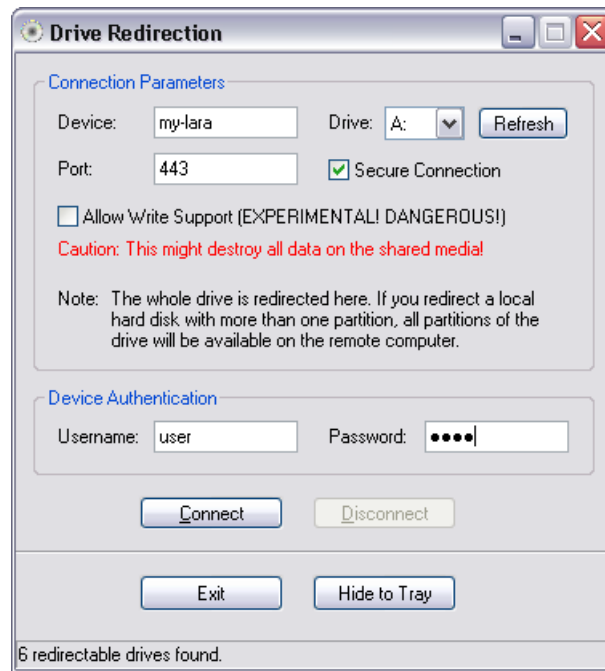 Drive Redirection
Connection Parameters
Device: my-lara Drive: A: Refresh
Port: 443 Secure Connection
Allow Write Support (EXPERIMENTAL! DANGEROUS!)
Caution: This might destroy all data on the shared media!
Note: The whole drive is redirected here. If you redirect a local
hard disk with more than one partition, all partitions of the
drive will be available on the remote computer.
Device Authentication
Username: user Password: ●●●●
Connect Disconnect
Exit Hide to Tray
6 redirectable drives found.